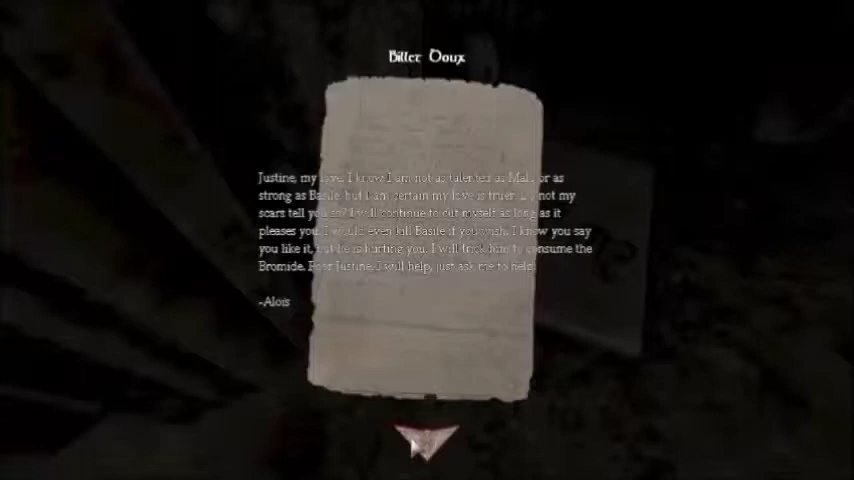 Billet Doux
Justine, my love. I know I am not as talented as Malo or as
strong as Basile, but I am certain my love is truer. Do not my
scars tell you so? I will continue to cut myself as long as it
pleases you. I would even kill Basile if you wish. I know you say
you like it, but he is hurting you. I will trick him to consume the
Bromide. Poor Justine. I will help, just ask me to help.
-Alois